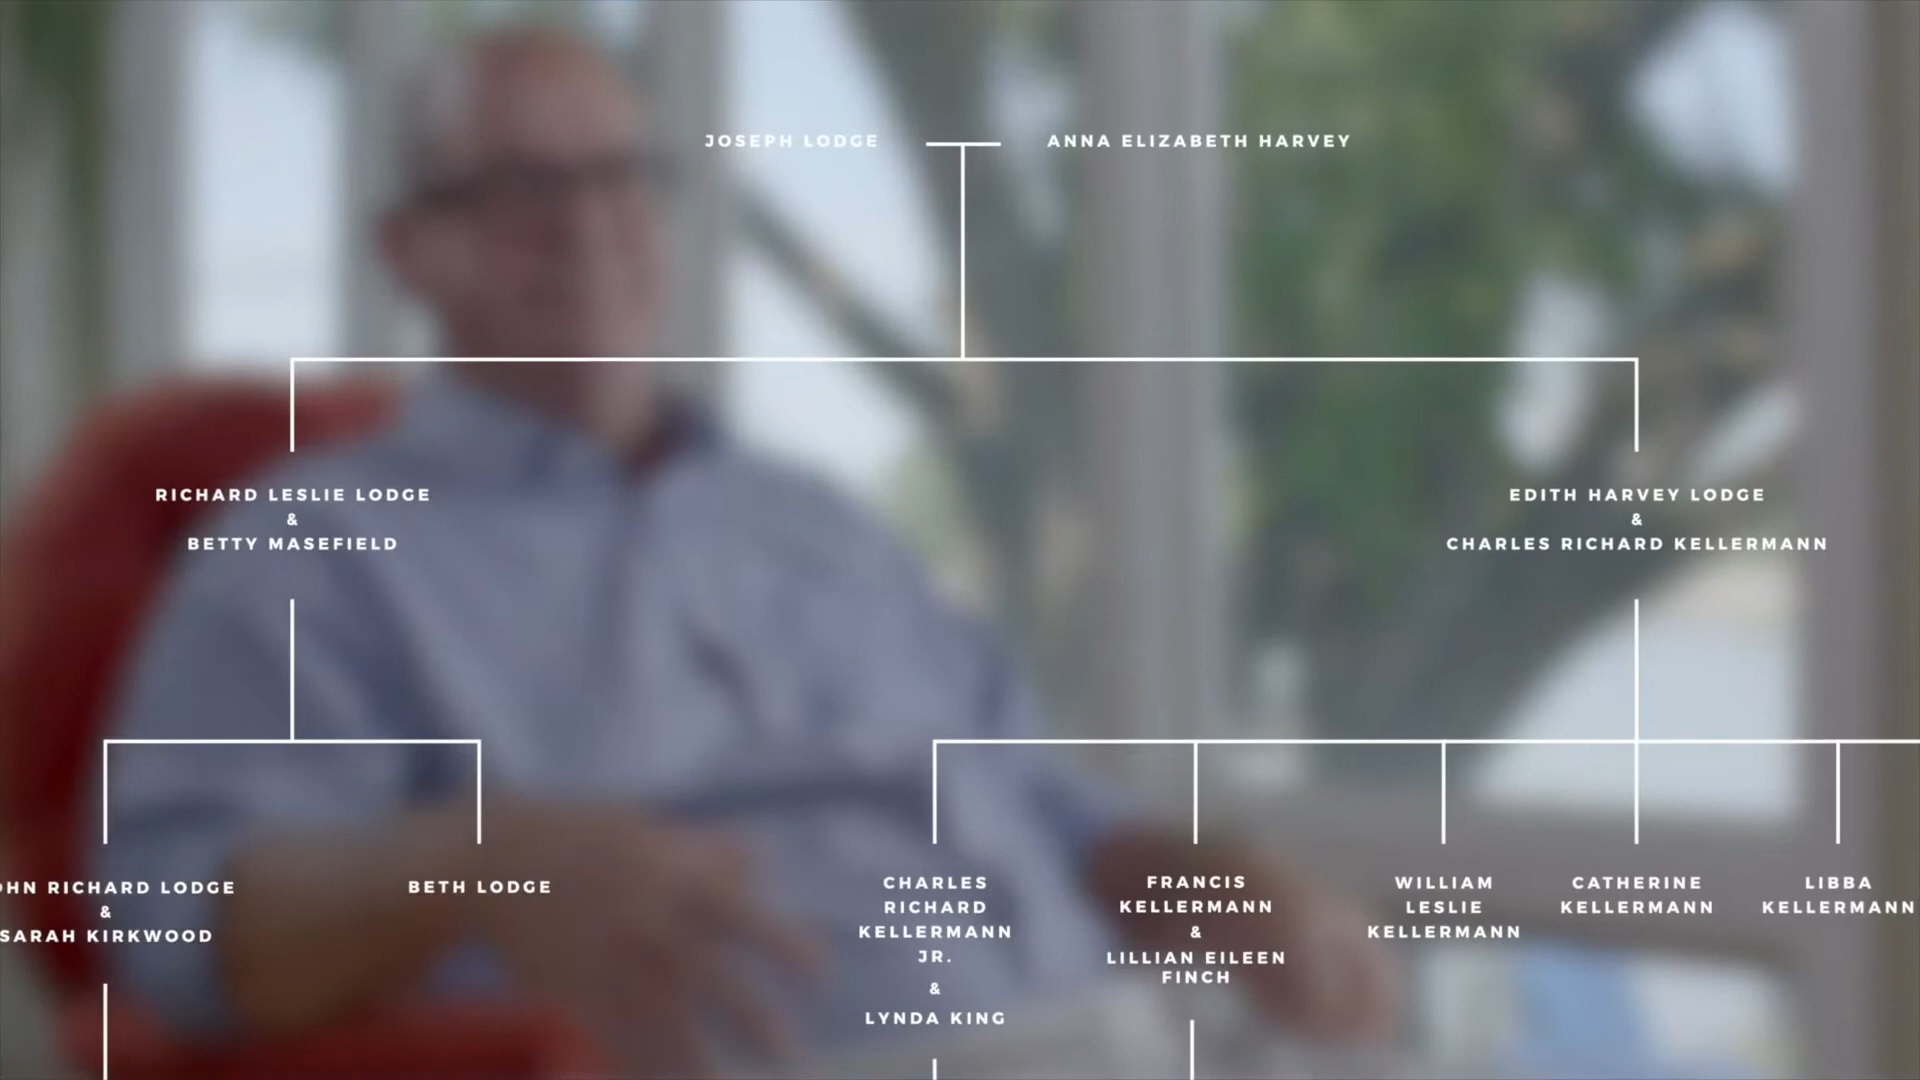 JOSEPH LODGE
ANNA ELIZABETH HARVEY
RICHARD LESLIE LODGE
&
BETTY MASEFIELD
EDITH HARVEY LODGE
&
CHARLES RICHARD KELLERMANN
RICHARD LODGE
&
SARAH KIRKWOOD
BETH LODGE
CHARLES
RICHARD
KELLERMANN
JR.
&
LYNDA KING
FRANCIS
KELLERMANN
&
LILLIAN EILEEN
FINCH
WILLIAM
LESLIE
KELLERMANN
CATHERINE
KELLERMANN
LIBBA
KELLERMANN